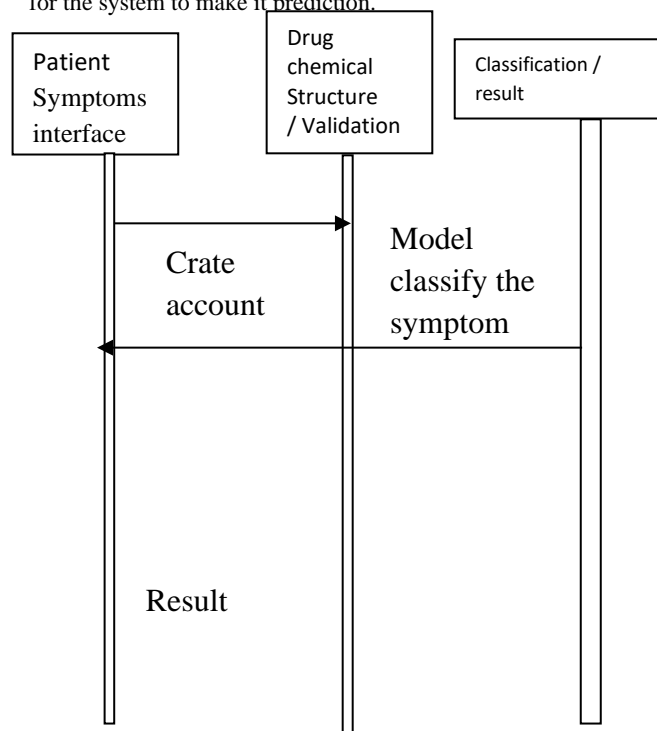 for the system to make it prediction.
Patient
Symptoms
interface
Drug
chemical
Structure
/ Validation
Classification /
result
Crate
account
Model
classify the
symptom
Result